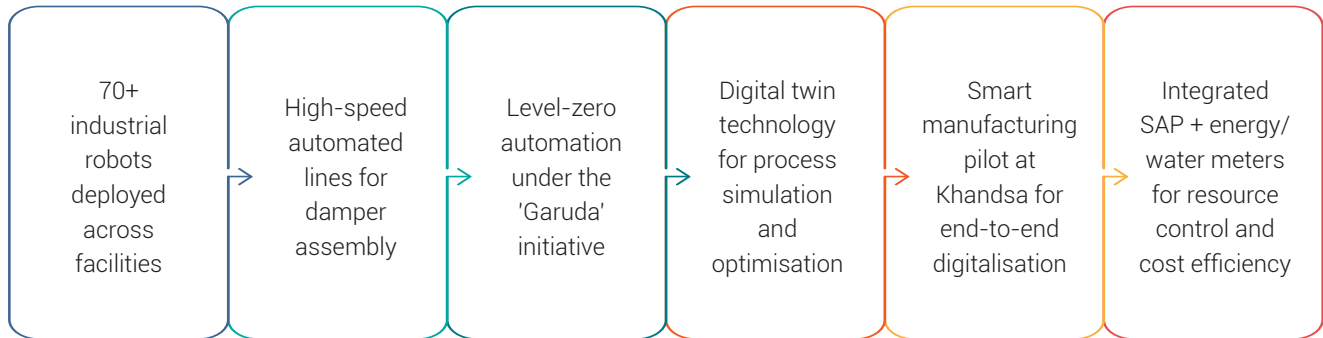 70+
industrial
robots
deployed
across
facilities
High-speed
automated
lines for
damper
assembly
Level-zero
automation
under the
'Garuda'
initiative
Digital twin
technology
for process
simulation
and
optimisation
Smart
manufacturing
pilot at
Khandsa for
end-to-end
digitalisation
Integrated
SAP + energy/
water meters
for resource
control and
cost efficiency